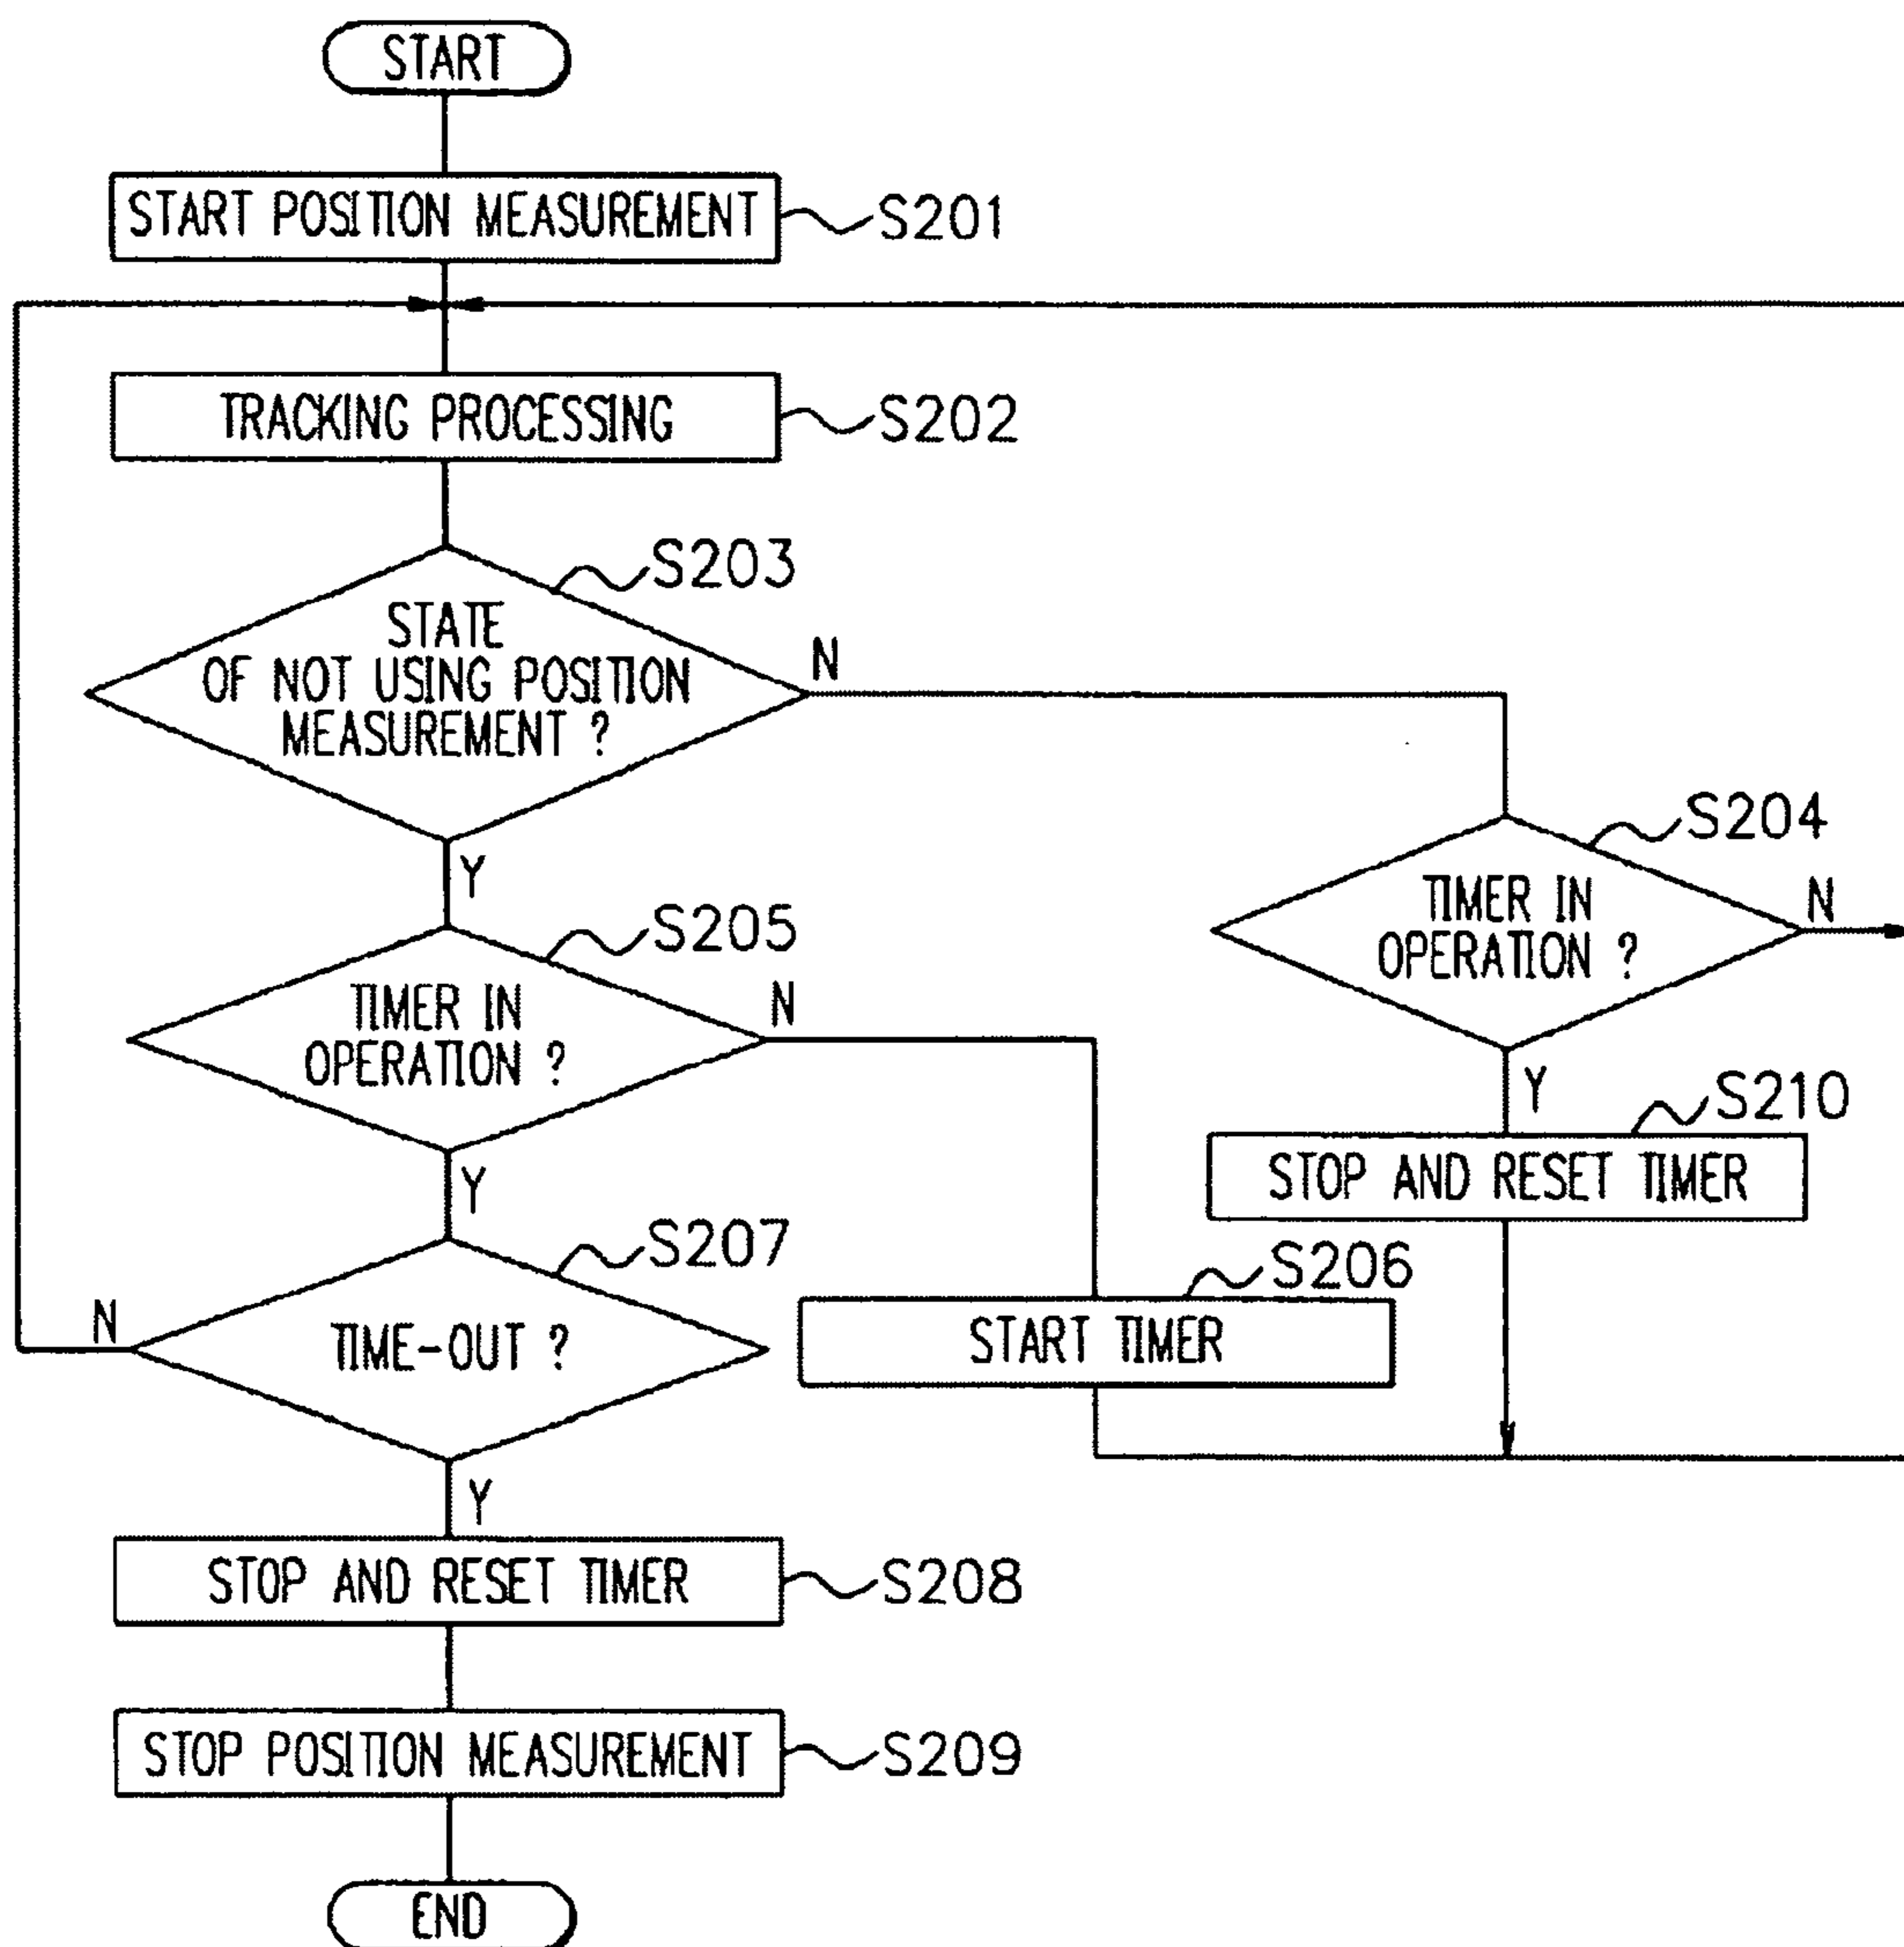 START
START POSITION MEASUREMENT
S201
TRACKING PROCESSING
S202
S203
STATE
OF NOT USING POSITION
MEASUREMENT ?
N
Y
S204
TIMER IN
OPERATION ?
N
Y
S205
TIMER IN
OPERATION ?
N
Y
S210
STOP AND RESET TIMER
S207
TIME-OUT ?
N
Y
S206
START TIMER
STOP AND RESET TIMER
S208
STOP POSITION MEASUREMENT
S209
END